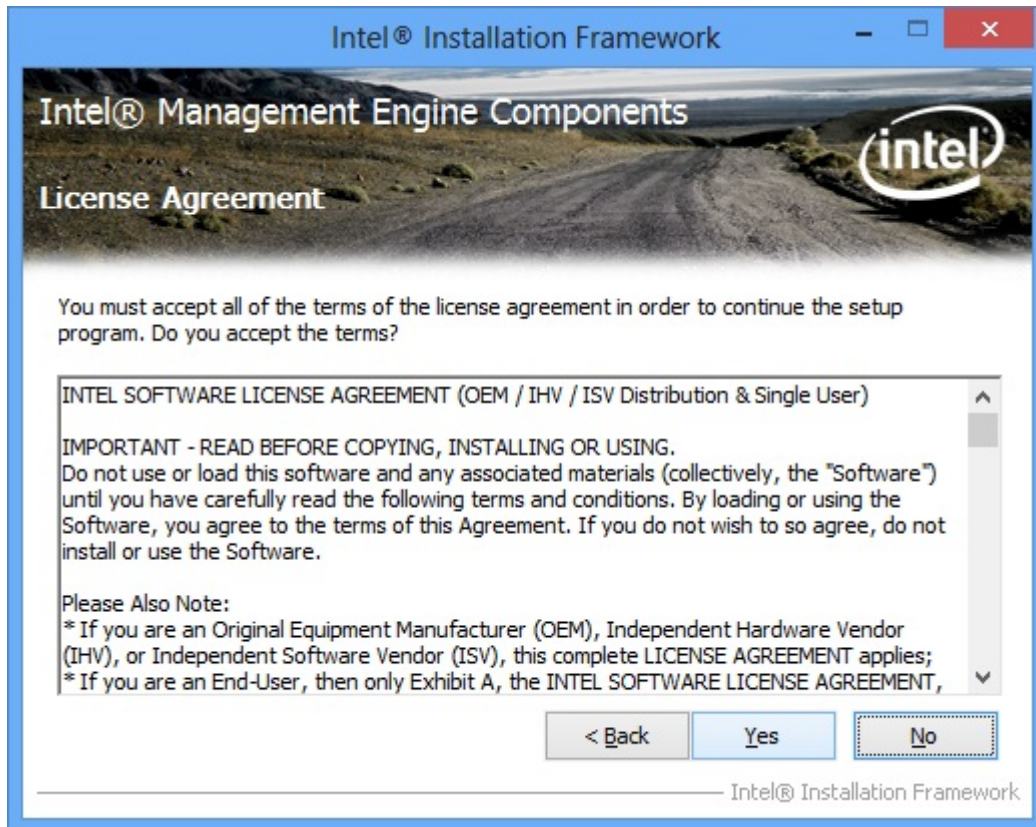 Intel® Installation Framework
Intel® Management Engine Components
intel
License Agreement
You must accept all of the terms of the license agreement in order to continue the setup
program. Do you accept the terms?
INTEL SOFTWARE LICENSE AGREEMENT (OEM / IHV / ISV Distribution & Single User)
IMPORTANT - READ BEFORE COPYING, INSTALLING OR USING.
Do not use or load this software and any associated materials (collectively, the "Software")
until you have carefully read the following terms and conditions. By loading or using the
Software, you agree to the terms of this Agreement. If you do not wish to so agree, do not
install or use the Software.
Please Also Note:
* If you are an Original Equipment Manufacturer (OEM), Independent Hardware Vendor
(IHV), or Independent Software Vendor (ISV), this complete LICENSE AGREEMENT applies;
* If you are an End-User, then only Exhibit A, the INTEL SOFTWARE LICENSE AGREEMENT,
< Back
Yes
No
Intel® Installation Framework